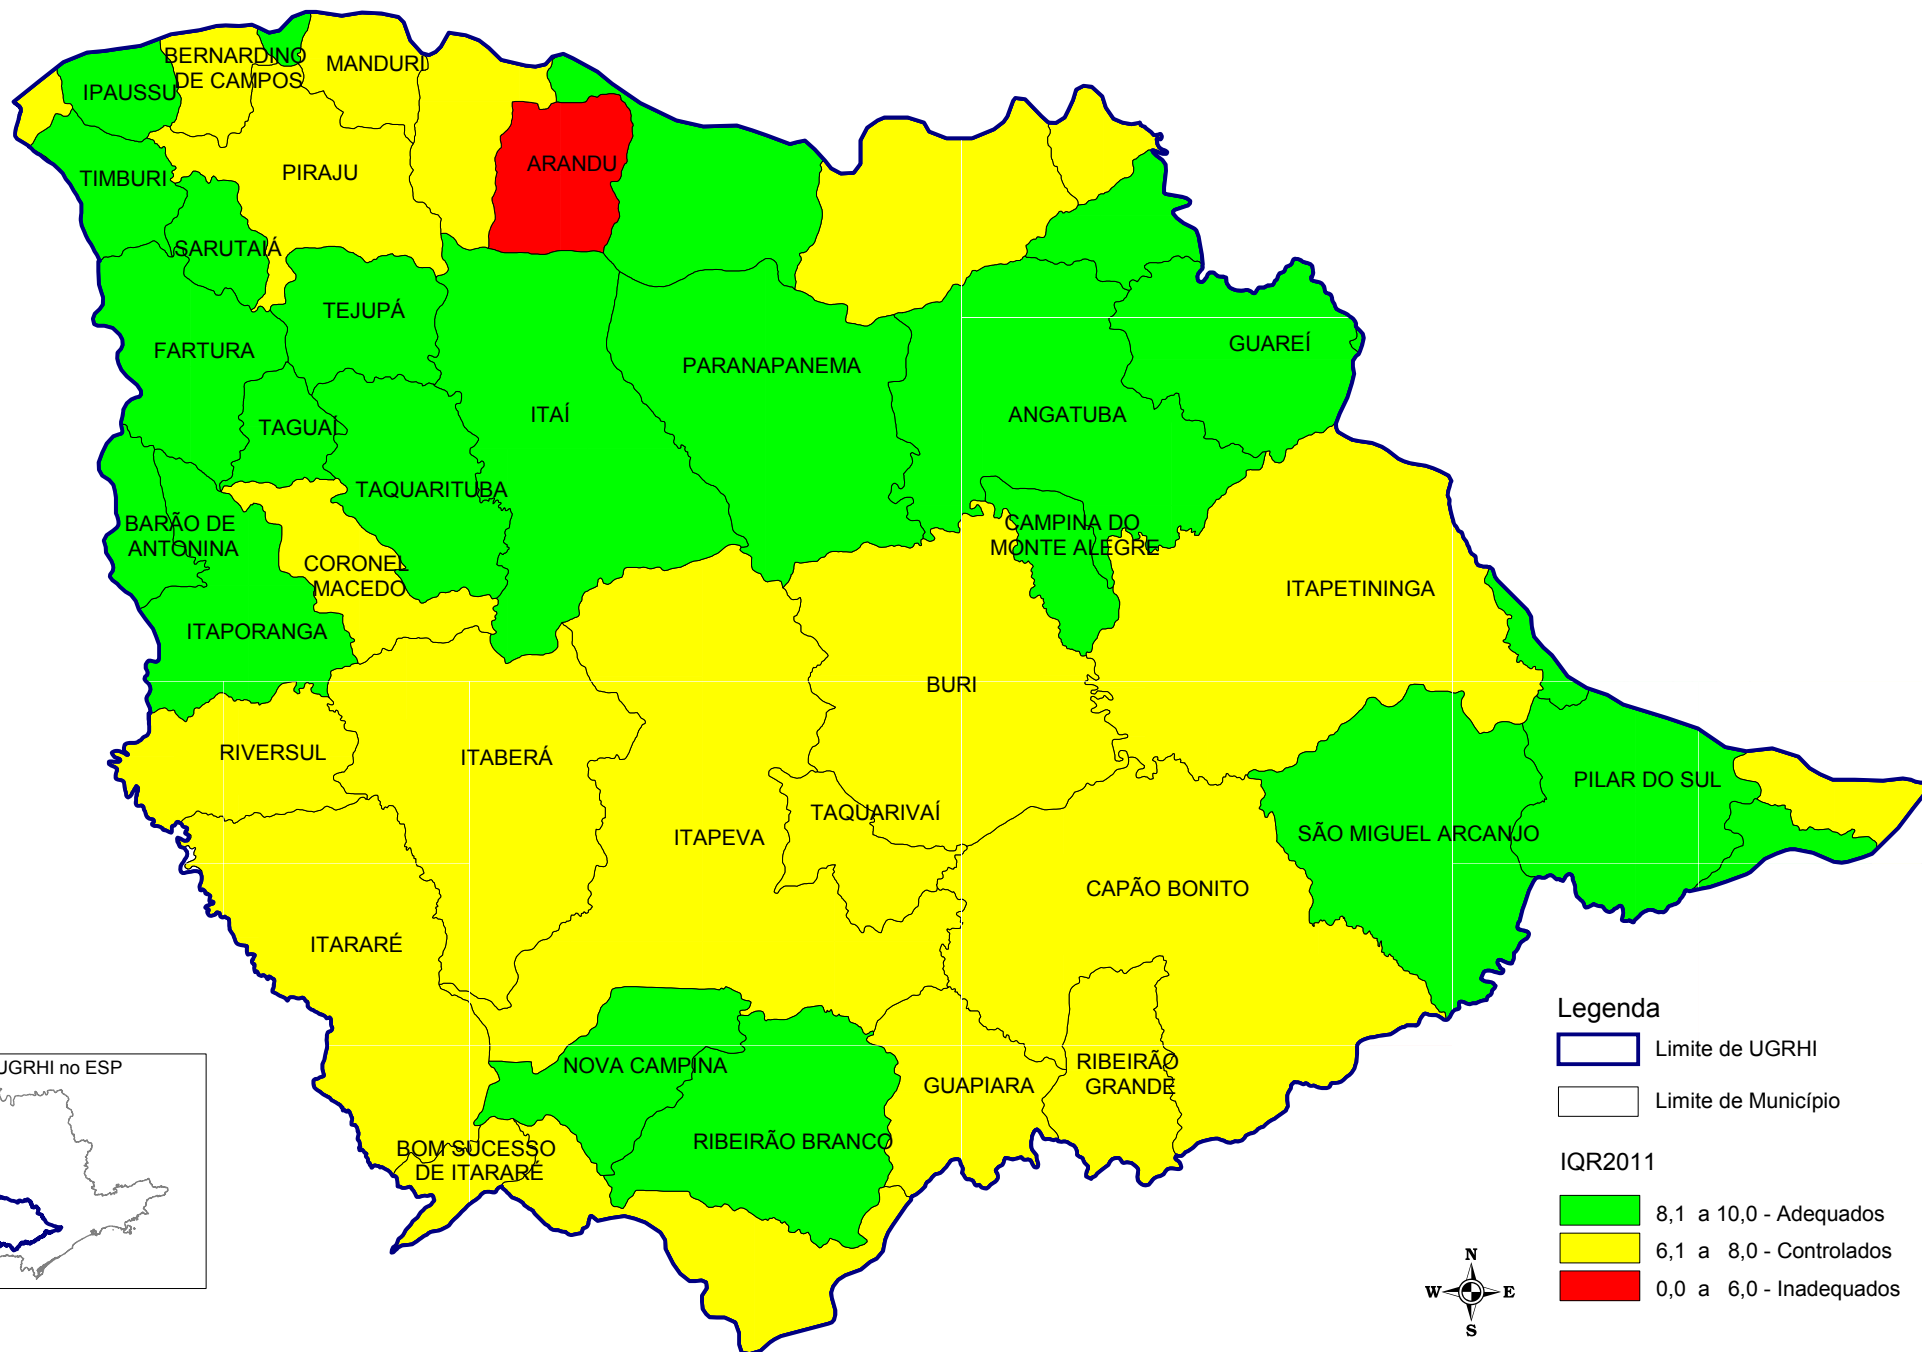 BERNARDINO
DE CAMPOS
MANDURI
IPAUSSU
ARANDU
PIRAJU
TIMBURI
SARUTAIÁ
TEJUPÁ
FARTURA
GUAREÍ
PARANAPANEMA
ITAÍ
ANGATUBA
TAGUAÍ
TAQUARITUBA
BARÃO DE
ANTONINA
CAMPINA DO
MONTE ALEGRE
CORONEL
MACEDO
ITAPETININGA
ITAPORANGA
BURI
RIVERSUL
ITABERÁ
PILAR DO SUL
TAQUARIVAÍ
ITAPEVA
SÃO MIGUEL ARCANJO
CAPÃO BONITO
ITARARÉ
NOVA CAMPINA
RIBEIRÃO
GRANDE
GUAPIARA
RIBEIRÃO BRANCO
BOM SUCESSO
DE ITARARÉ
UGRHI no ESP
Legenda
Limite de UGRHI
Limite de Município
IQR2011
8,1 a 10,0 - Adequados
6,1 a 8,0 - Controlados
0,0 a 6,0 - Inadequados
N
W E
S